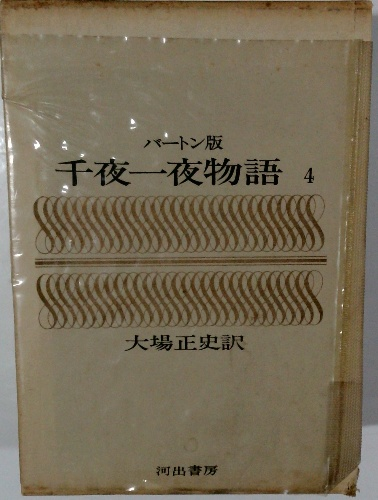 バートン版
千夜一夜物語 4
大場正史訳
河出書房